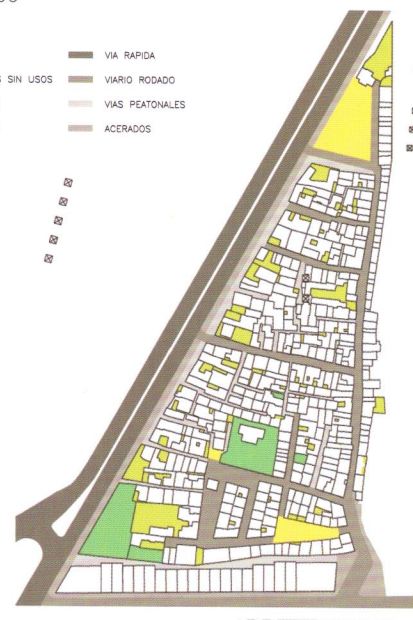 VIA RAPIDA
S SIN USOS
VIARIO RODADO
VIAS PEATONALES
ACERADOS